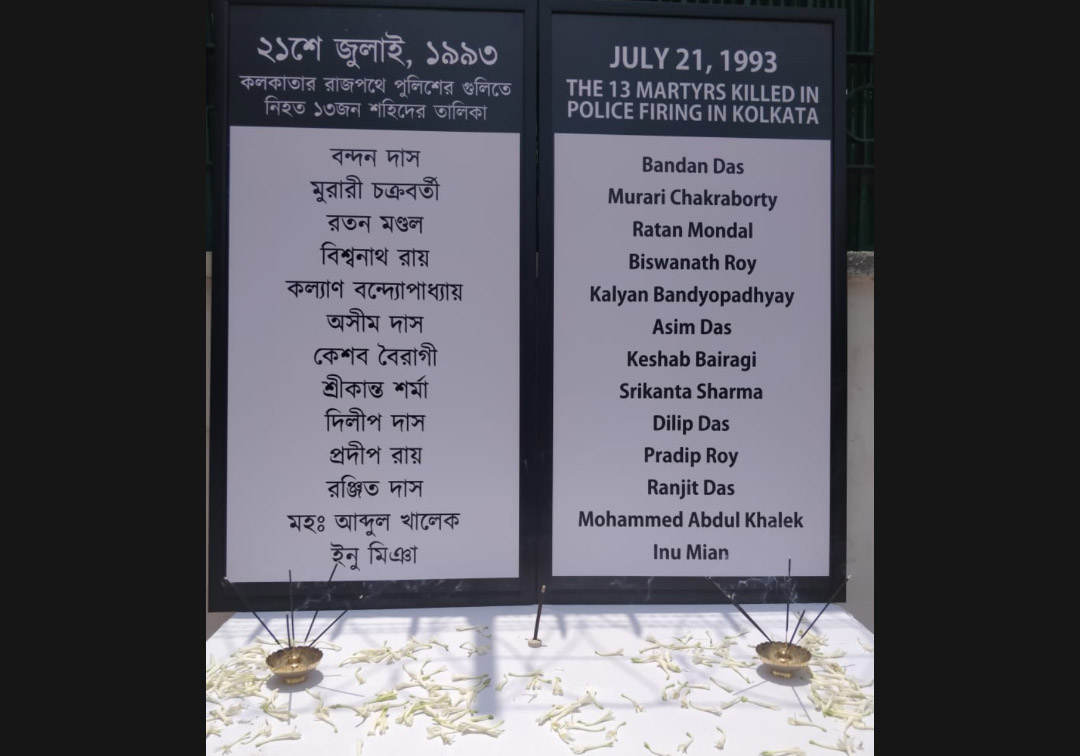 ২১শে জুলাই, ১৯৯৩
কলকাতার রাজপথে পুলিশের গুলিতে
নিহত ১৩জন শহিদের তালিকা
বন্দন দাস
মুরারী চক্রবর্তী
রতন মণ্ডল
বিশ্বনাথ রায়
কল্যাণ বন্দ্যোপাধ্যায়
অসীম দাস
কেশব বৈরাগী
শ্রীকান্ত শর্মা
দিলীপ দাস
প্রদীপ রায়
রঞ্জিত দাস
মহঃ আব্দুল খালেক
ইনু মিঞা
JULY 21, 1993
THE 13 MARTYRS KILLED IN
POLICE FIRING IN KOLKATA
Bandan Das
Murari Chakraborty
Ratan Mondal
Biswanath Roy
Kalyan Bandyopadhyay
Asim Das
Keshab Bairagi
Srikanta Sharma
Dilip Das
Pradip Roy
Ranjit Das
Mohammed Abdul Khalek
Inu Mian